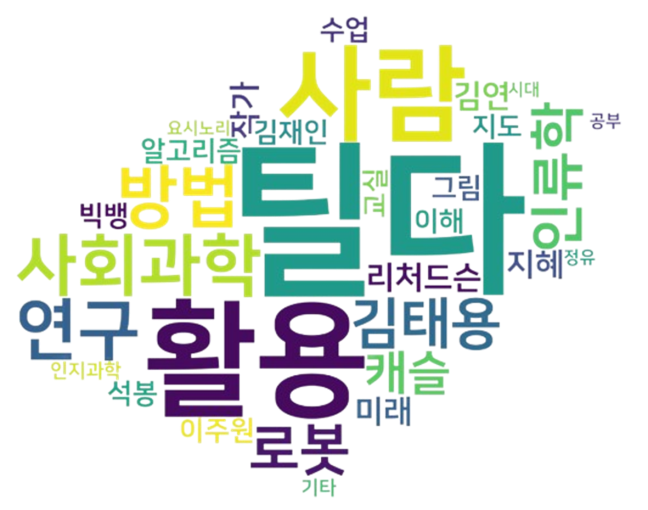 수업
사람
김연
시대
작가
요시노리
김재인
지도
공부
알고리즘
인류학
방법
틸다
교실
그림
빅뱅
이해
사회과학
리처드슨
지혜
정유
연구
활용
김태용
인지과학
캐슬
석봉
미래
이주원
로봇
기타